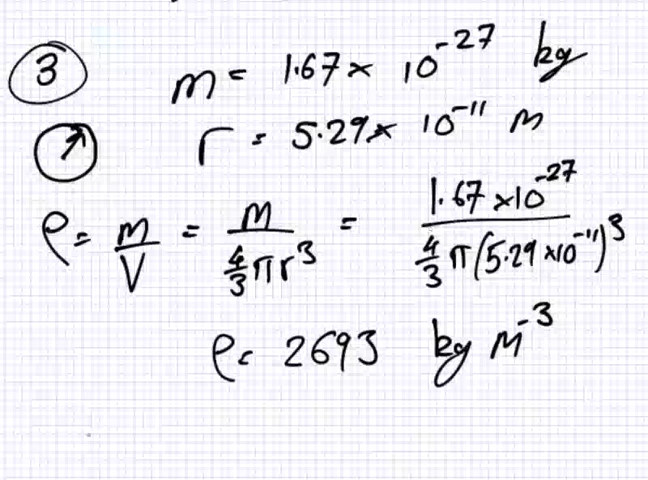 3 m = 1.67 × 10⁻²⁷ kg
r = 5.29 × 10⁻¹¹ m
ρ = m/V = m/(4/3 πr³) = 1.67 × 10⁻²⁷/(4/3 π(5.29 × 10⁻¹¹)³)
ρ = 2693 kg m⁻³